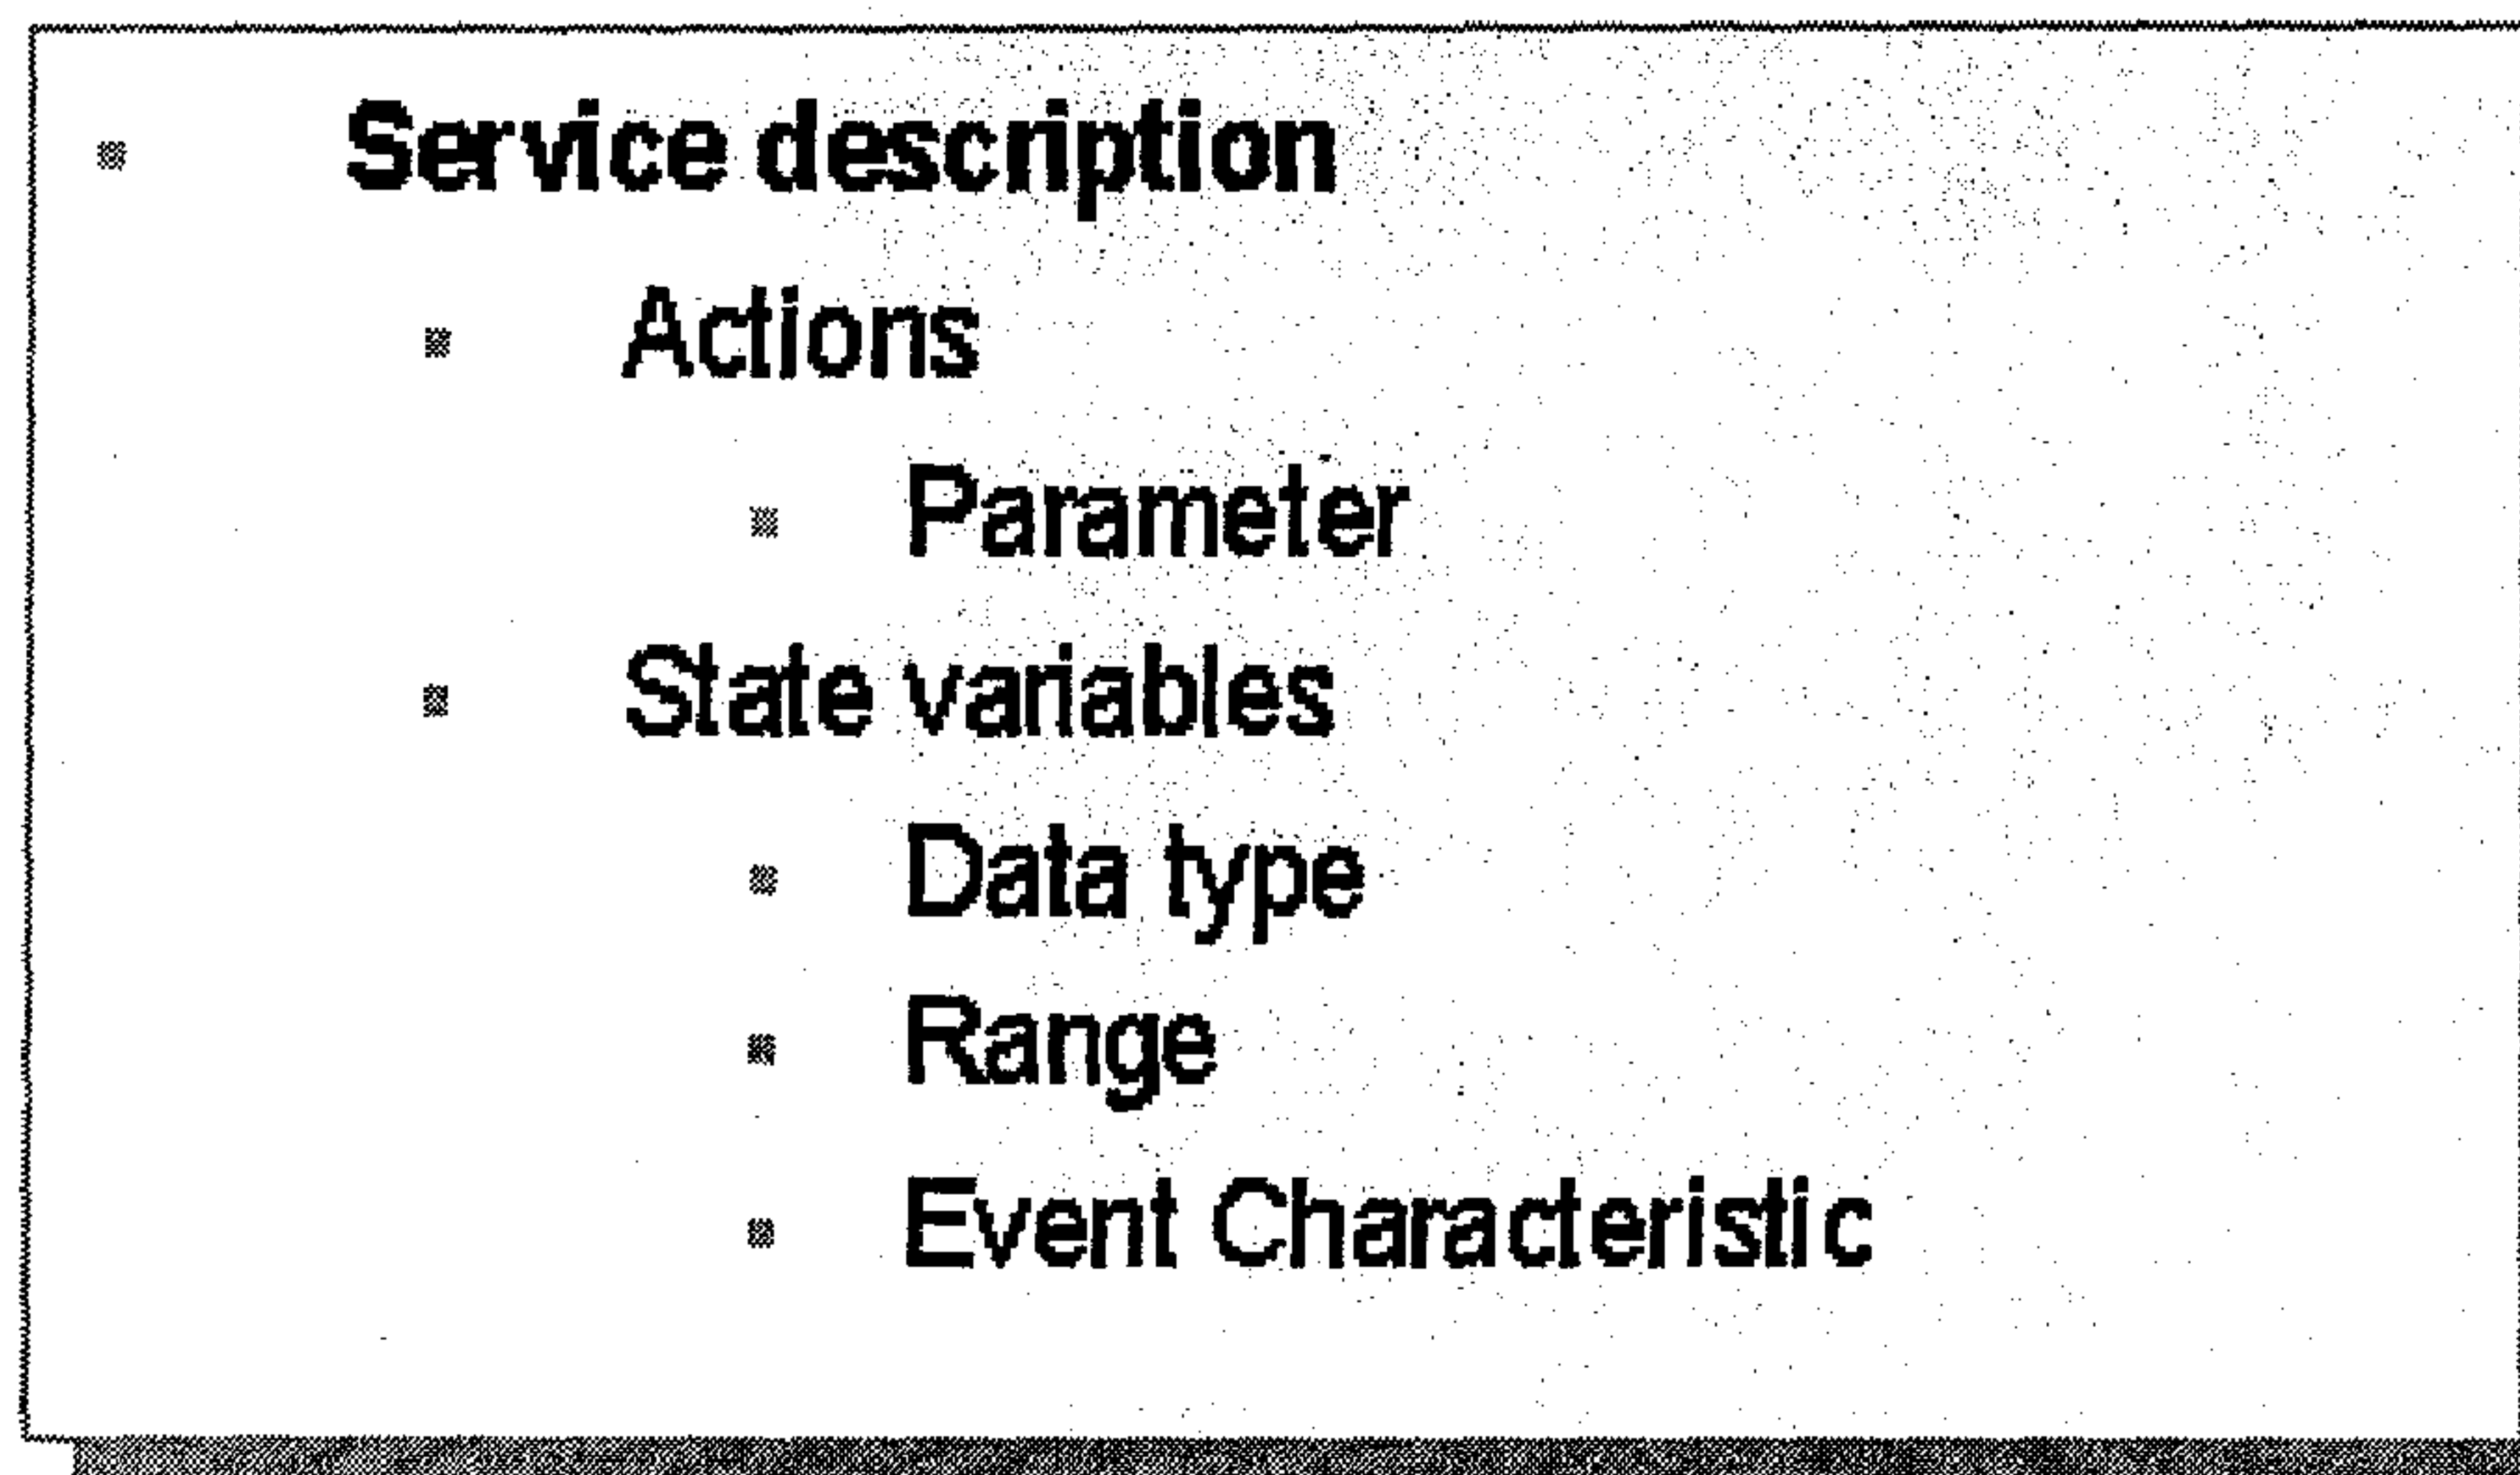 Service description
Actions
Parameter
State variables
Data type
Range
Event Characteristic